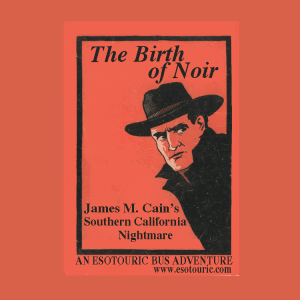 The Birth
of Noir
James M. Cain's
Southern California
Nightmare
AN ESOTOURIC BUS ADVENTURE
www.esotouric.com